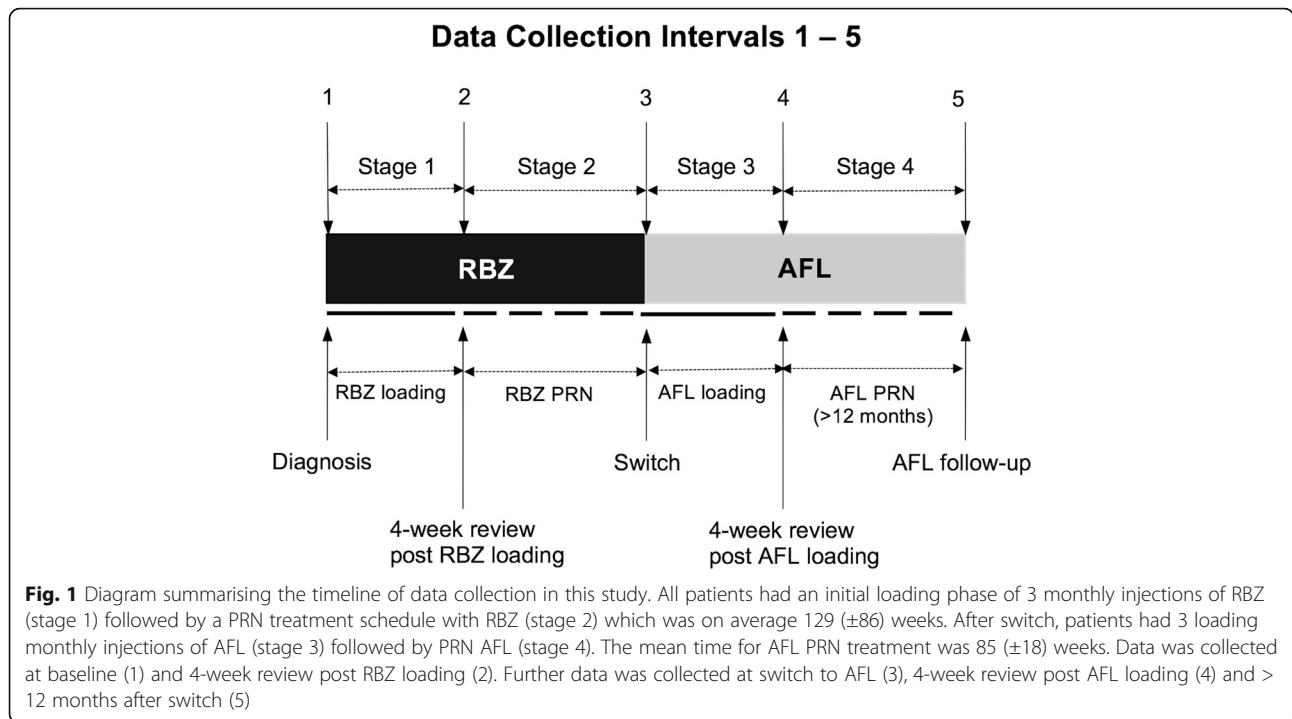 Data Collection Intervals 1 – 5
1 2 3 4 5
Stage 1 Stage 2 Stage 3 Stage 4
RBZ AFL
RBZ loading RBZ PRN AFL loading AFL PRN
(>12 months)
Diagnosis Switch AFL follow-up
4-week review 4-week review
post RBZ loading post AFL loading
Fig. 1 Diagram summarising the timeline of data collection in this study. All patients had an initial loading phase of 3 monthly injections of RBZ
(stage 1) followed by a PRN treatment schedule with RBZ (stage 2) which was on average 129 (±86) weeks. After switch, patients had 3 loading
monthly injections of AFL (stage 3) followed by PRN AFL (stage 4). The mean time for AFL PRN treatment was 85 (±18) weeks. Data was collected
at baseline (1) and 4-week review post RBZ loading (2). Further data was collected at switch to AFL (3), 4-week review post AFL loading (4) and >
12 months after switch (5)